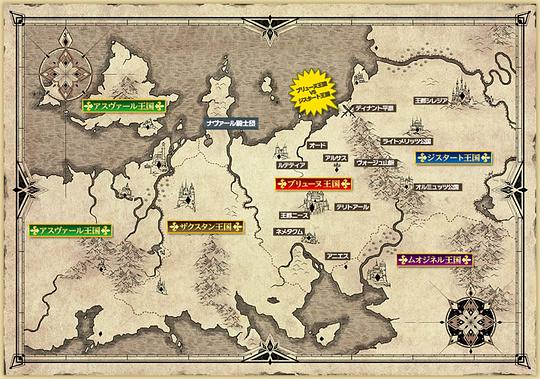 ブリューヌ王国
VS
ジスタート王国
アスヴァール王国
ナヴァール騎士団
ディナント平原
王都シレジア
オード
ライトメリッツ公国
ルテティア
アルサス
ヴォージュ山脈
ジスタート王国
ブリューヌ王国
オルミュッツ公国
王都ニース
テリトアール
アスヴァール王国
ザクスタン王国
ネメタクム
アニエス
ムオジネル王国